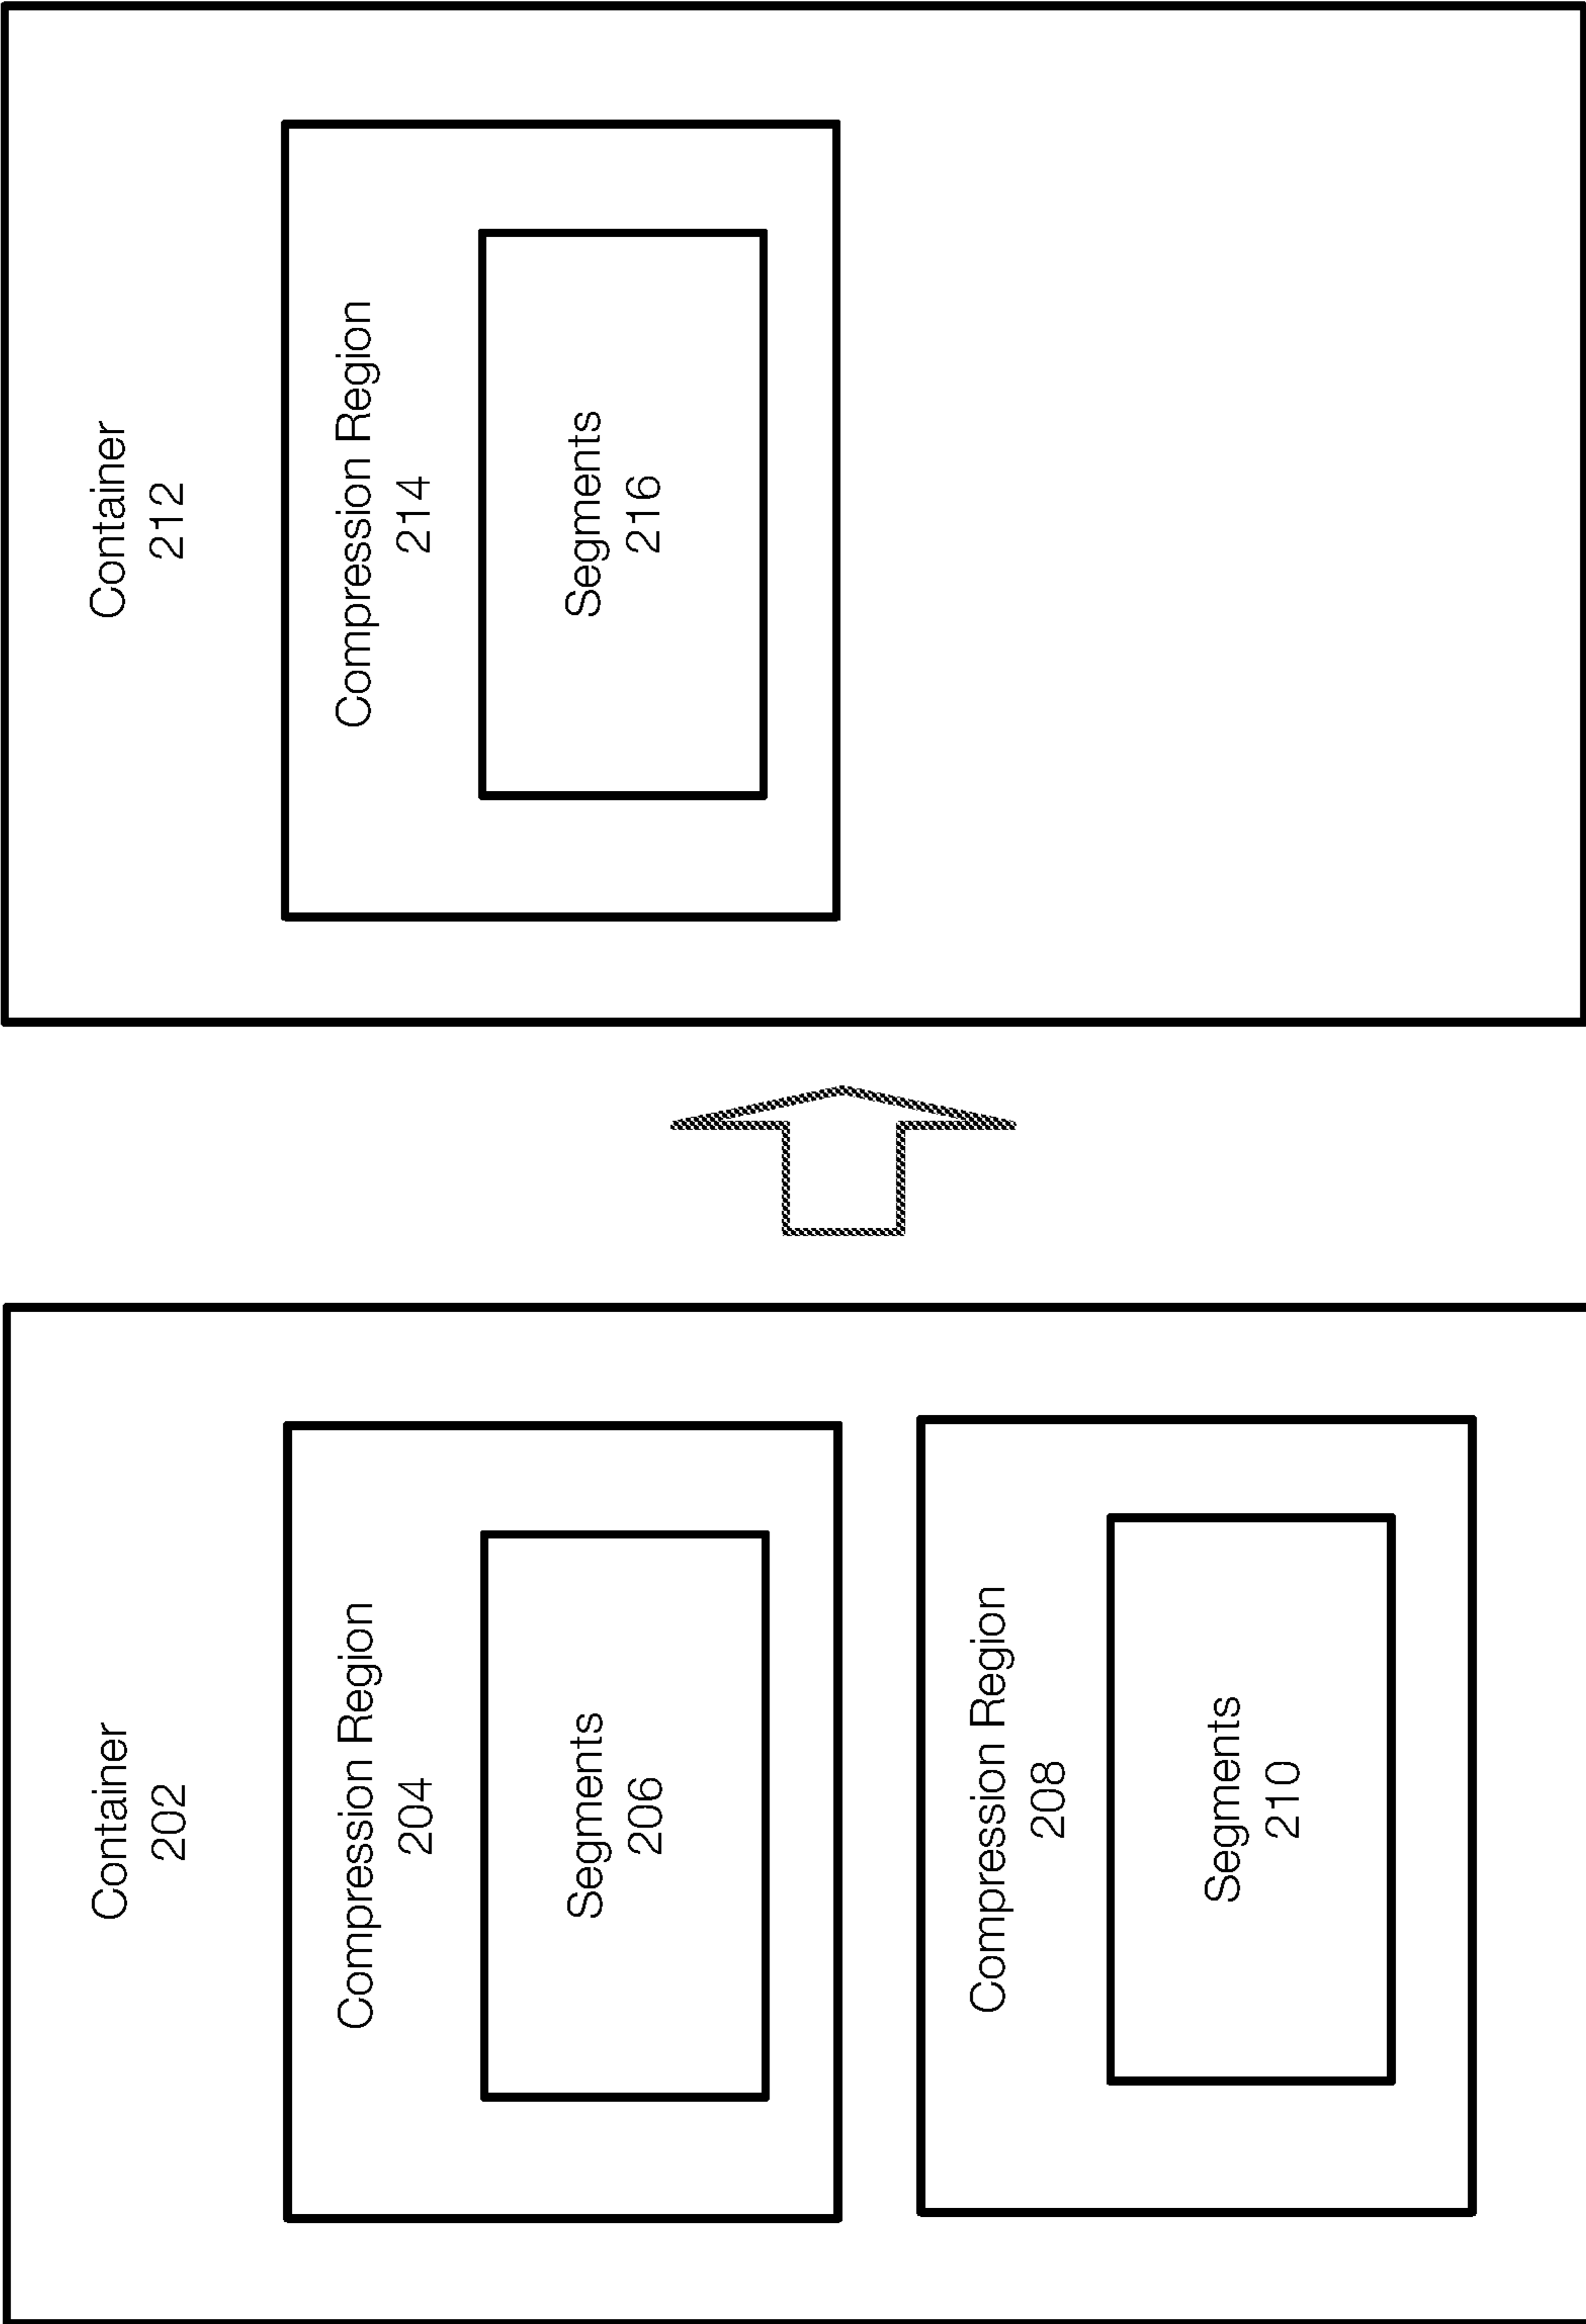 Container
202
Compression Region
204
Segments
206
Compression Region
208
Segments
210
Container
212
Compression Region
214
Segments
216